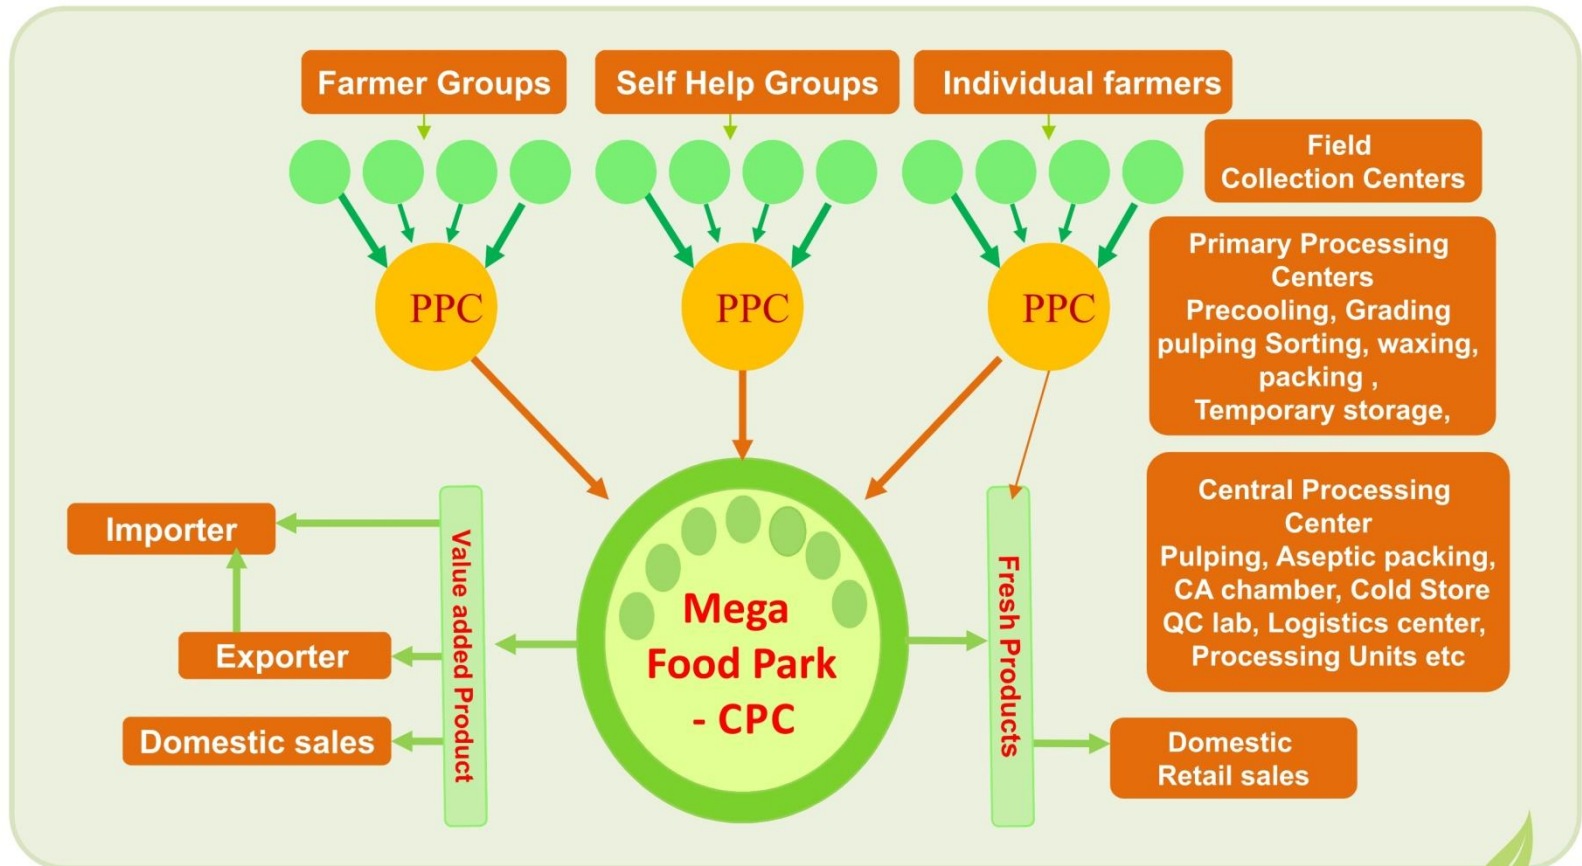 Farmer Groups
Self Help Groups
Individual farmers
Field
Collection Centers
PPC
PPC
PPC
Primary Processing
Centers
Precooling, Grading
pulping Sorting, waxing,
packing ,
Temporary storage,
Central Processing
Center
Pulping, Aseptic packing,
CA chamber, Cold Store
QC lab, Logistics center,
Processing Units etc
Importer
Exporter
Domestic sales
Value added Product
Mega
Food Park
- CPC
Fresh Products
Domestic
Retail sales